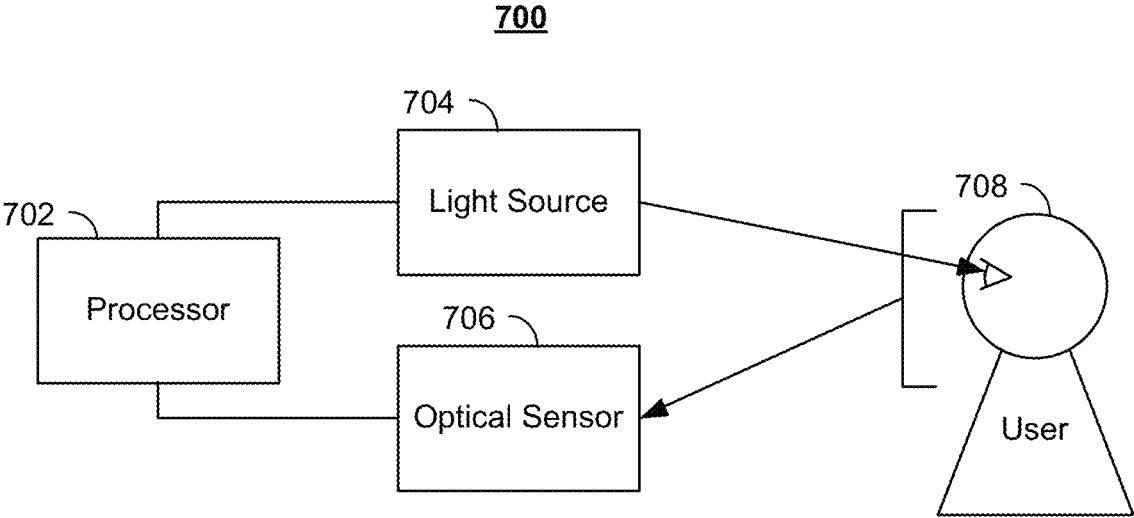 700
704
Light Source
708
702
Processor
706
Optical Sensor
User